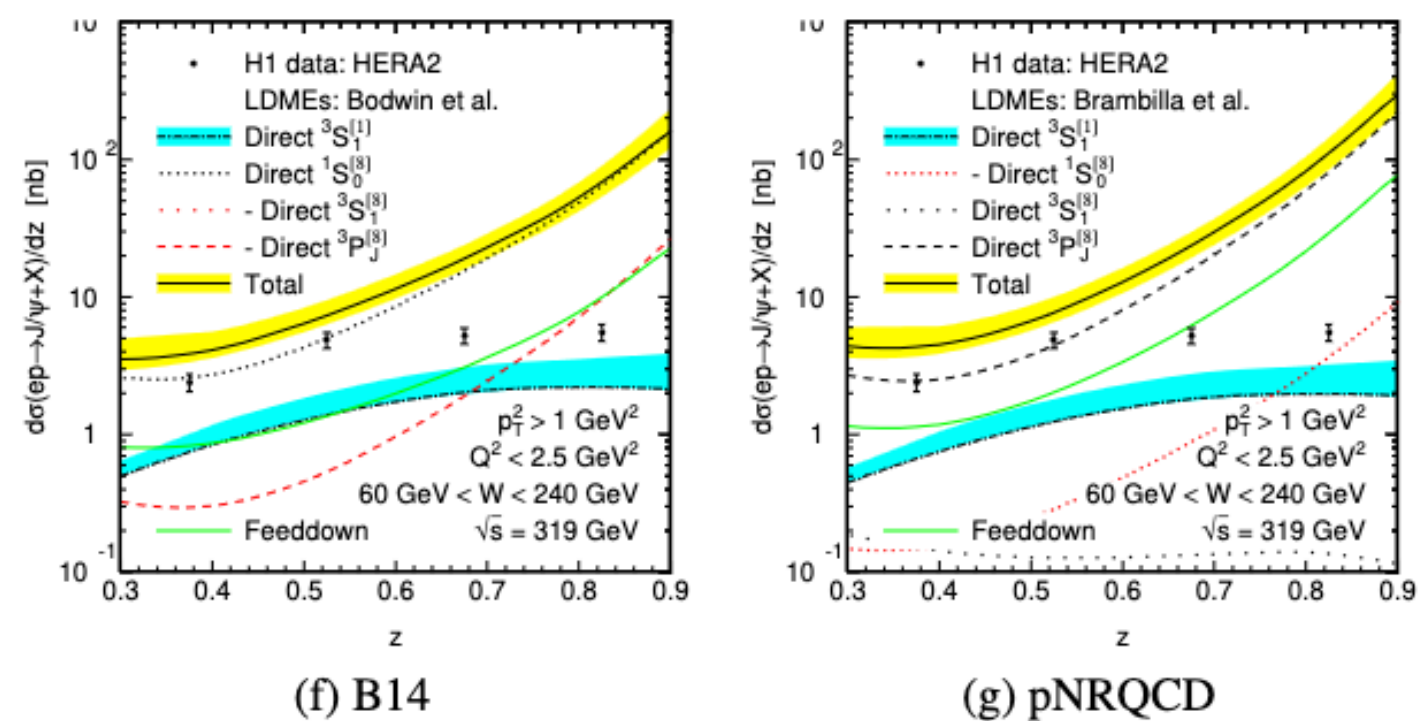 10
H1 data: HERA2
LDMEs: Bodwin et al.
Direct ³S₁^[1]
Direct ¹S₀^[8]
- Direct ³S₁^[8]
- Direct ³P_J^[8]
Total
dσ(ep→J/ψ+X)/dz [nb]
10 2
10
1
10 -1
p_T² > 1 GeV²
Q² < 2.5 GeV²
60 GeV < W < 240 GeV
Feeddown √s = 319 GeV
0.3 0.4 0.5 0.6 0.7 0.8 0.9
z
(f) B14
10
H1 data: HERA2
LDMEs: Brambilla et al.
Direct ³S₁^[1]
- Direct ¹S₀^[8]
Direct ³S₁^[8]
Direct ³P_J^[8]
Total
dσ(ep→J/ψ+X)/dz [nb]
10 2
10
1
10 -1
p_T² > 1 GeV²
Q² < 2.5 GeV²
60 GeV < W < 240 GeV
Feeddown √s = 319 GeV
0.3 0.4 0.5 0.6 0.7 0.8 0.9
z
(g) pNRQCD